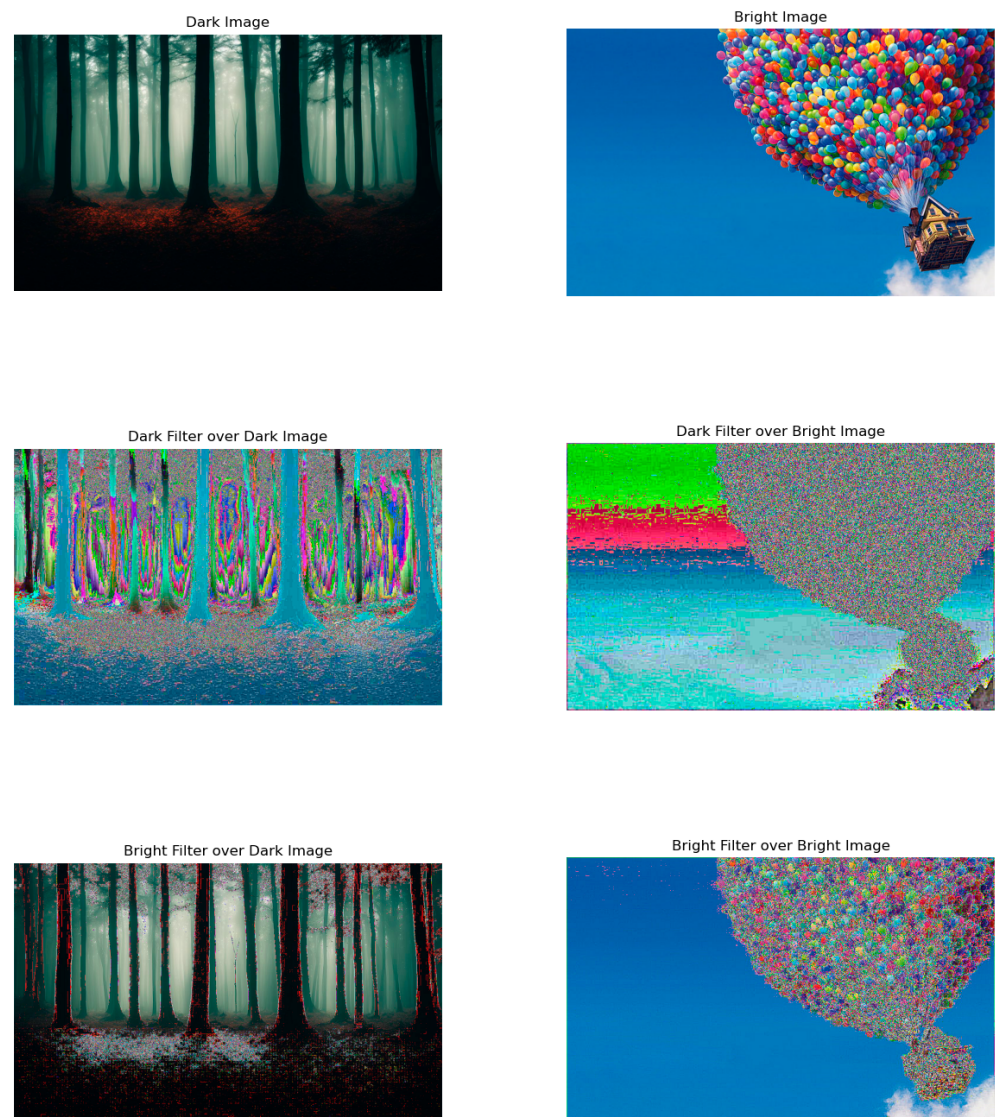 Dark Image
Bright Image
Dark Filter over Dark Image
Dark Filter over Bright Image
Bright Filter over Dark Image
Bright Filter over Bright Image